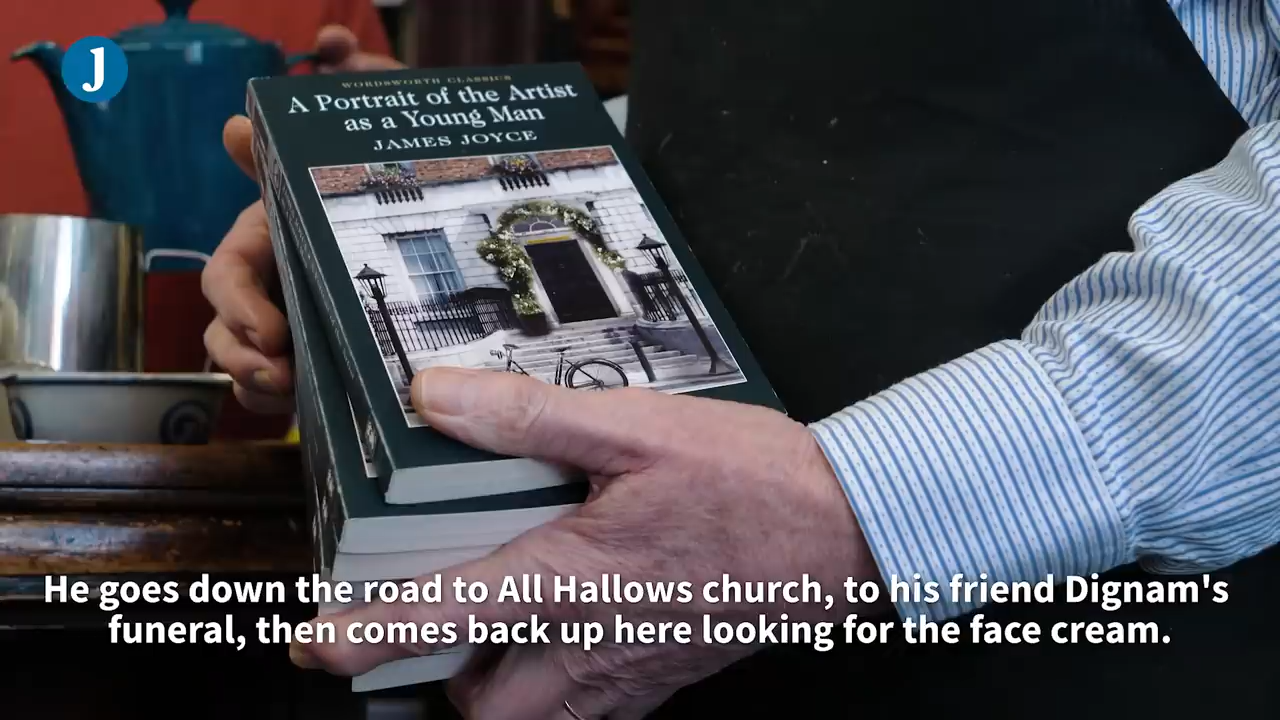 J
WORDSWORTH CLASSICS
A Portrait of the Artist
as a Young Man
JAMES JOYCE
He goes down the road to All Hallows church, to his friend Dignam's
funeral, then comes back up here looking for the face cream.